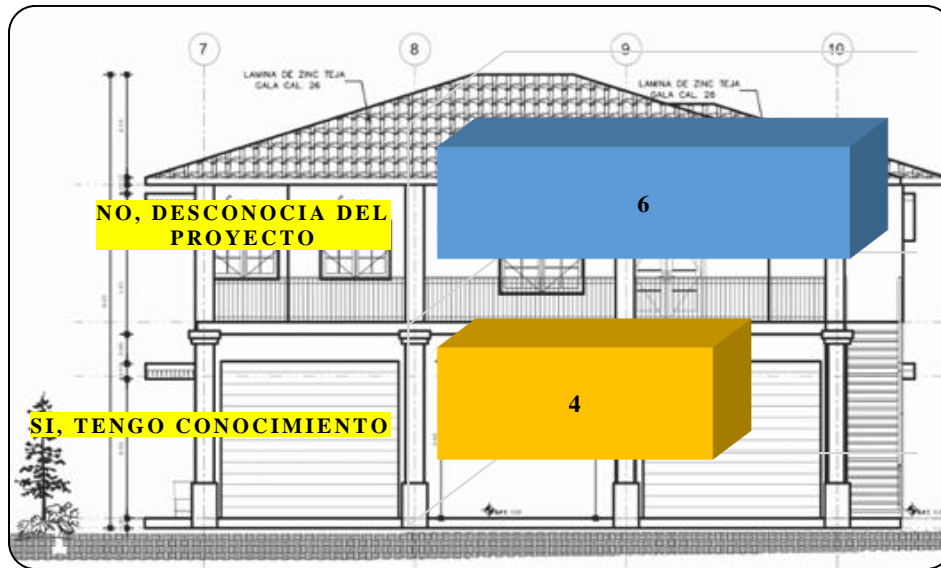 7 8 9 10
LAMINA DE ZINC TEJA
GALA CAL. 26
LAMINA DE ZINC TEJA
GALA CAL. 26
NO, DESCONOCIA DEL
PROYECTO
6
SI, TENGO CONOCIMIENTO
4